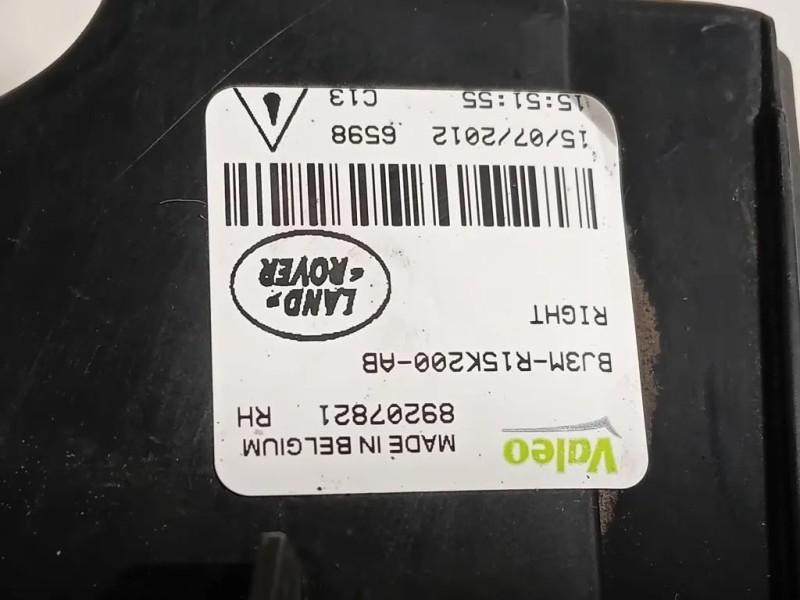 Valeo MADE IN BELGIUM
89207821 RH
BJ3M-R15K200-AB
RIGHT
LAND-
ROVER
15/07/2012 6598
15:51:55 C13